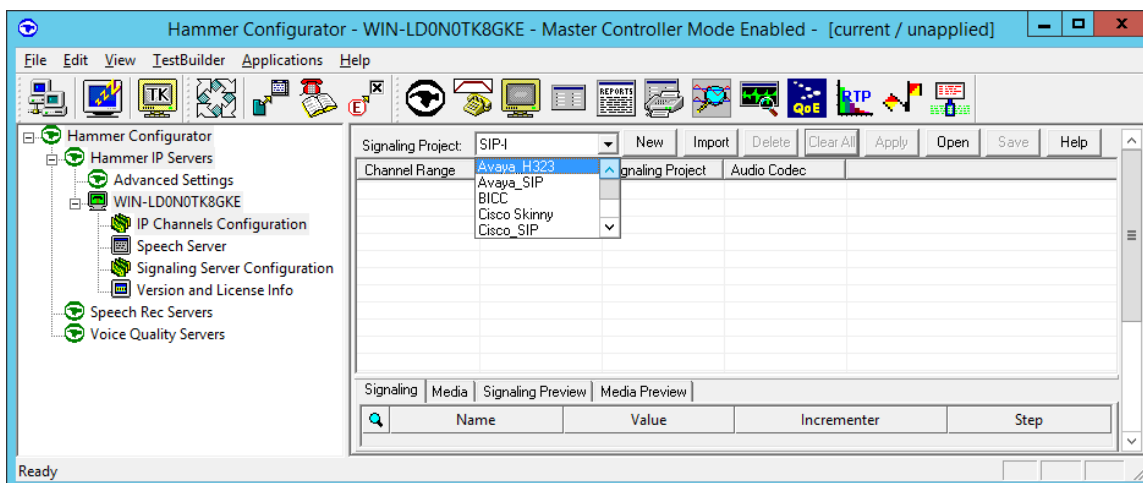 Hammer Configurator - WIN-LD0N0TK8GKE - Master Controller Mode Enabled - [current / unapplied]
File Edit View TestBuilder Applications Help
TK E REPORTS QoE RTP
Hammer Configurator
Hammer IP Servers
Advanced Settings
WIN-LD0N0TK8GKE
IP Channels Configuration
Speech Server
Signaling Server Configuration
Version and License Info
Speech Rec Servers
Voice Quality Servers
Signaling Project: SIP-I New Import Delete Clear All Apply Open Save Help
Channel Range gnaling Project Audio Codec
Avaya_H323
Avaya_SIP
BICC
Cisco Skinny
Cisco_SIP
Signaling Media Signaling Preview Media Preview
Name Value Incrementer Step
Ready